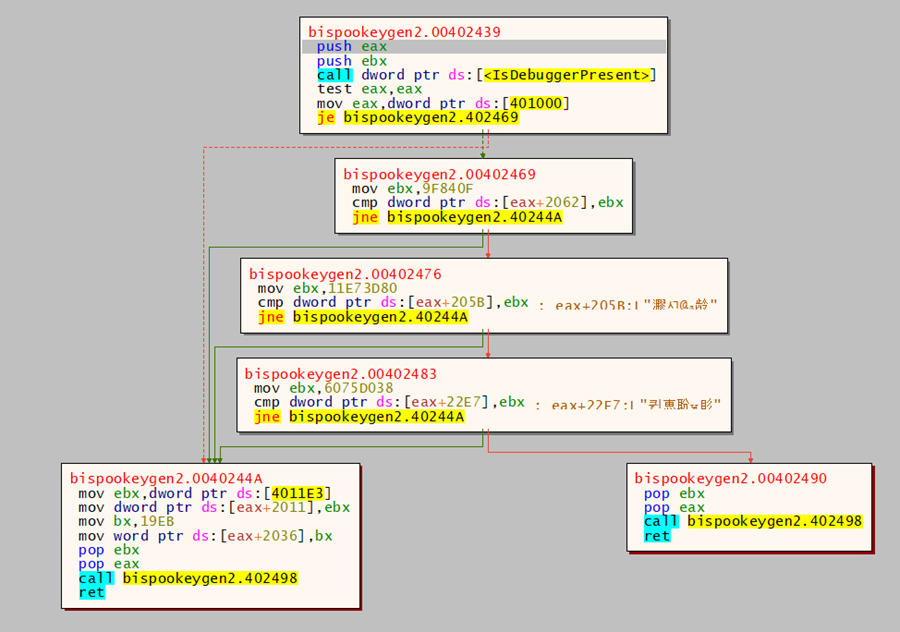 bispookeygen2.00402439
push eax
push ebx
call dword ptr ds:[<IsDebuggerPresent>]
test eax,eax
mov eax,dword ptr ds:[401000]
je bispookeygen2.402469
bispookeygen2.00402469
mov ebx,9F840F
cmp dword ptr ds:[eax+2062],ebx
jne bispookeygen2.40244A
bispookeygen2.00402476
mov ebx,11E73D80
cmp dword ptr ds:[eax+205B],ebx : eax+205B:L"
jne bispookeygen2.40244A
bispookeygen2.00402483
mov ebx,6075D038
cmp dword ptr ds:[eax+22E7],ebx : eax+22E7:L"
jne bispookeygen2.40244A
bispookeygen2.0040244A
mov ebx,dword ptr ds:[4011E3]
mov dword ptr ds:[eax+2011],ebx
mov bx,19EB
mov word ptr ds:[eax+2036],bx
pop ebx
pop eax
call bispookeygen2.402498
ret
bispookeygen2.00402490
pop ebx
pop eax
call bispookeygen2.402498
ret